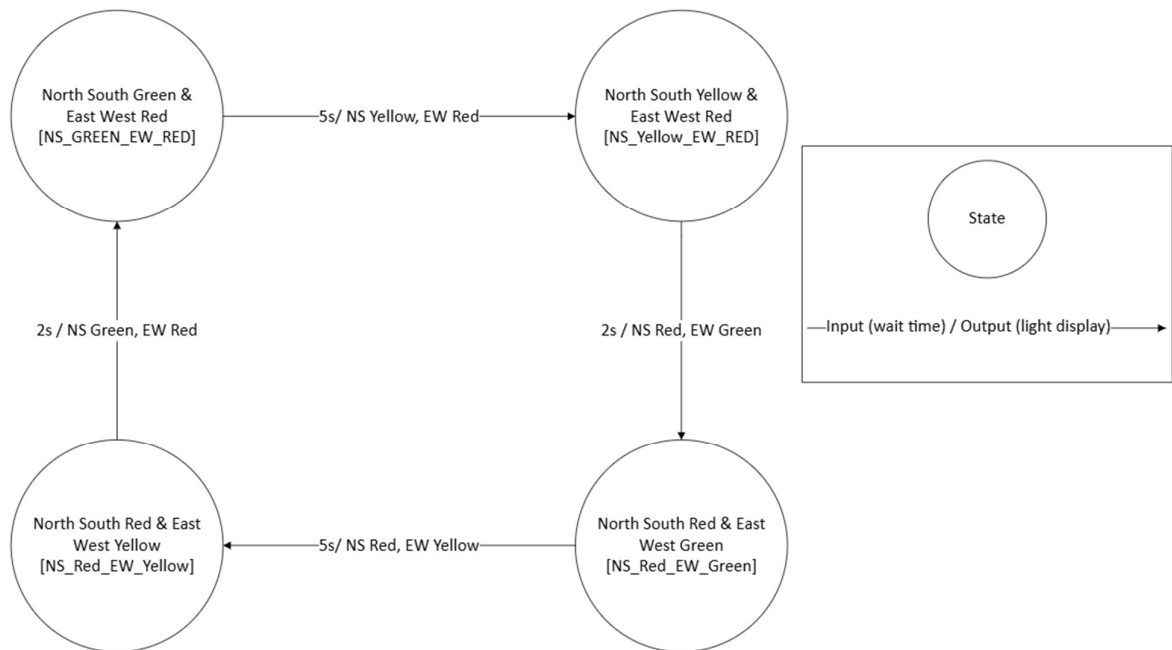 North South Green &
East West Red
[NS_GREEN_EW_RED]
5s/ NS Yellow, EW Red
North South Yellow &
East West Red
[NS_Yellow_EW_RED]
State
Input (wait time) / Output (light display)
2s / NS Green, EW Red
2s / NS Red, EW Green
North South Red & East
West Yellow
[NS_Red_EW_Yellow]
5s/ NS Red, EW Yellow
North South Red & East
West Green
[NS_Red_EW_Green]